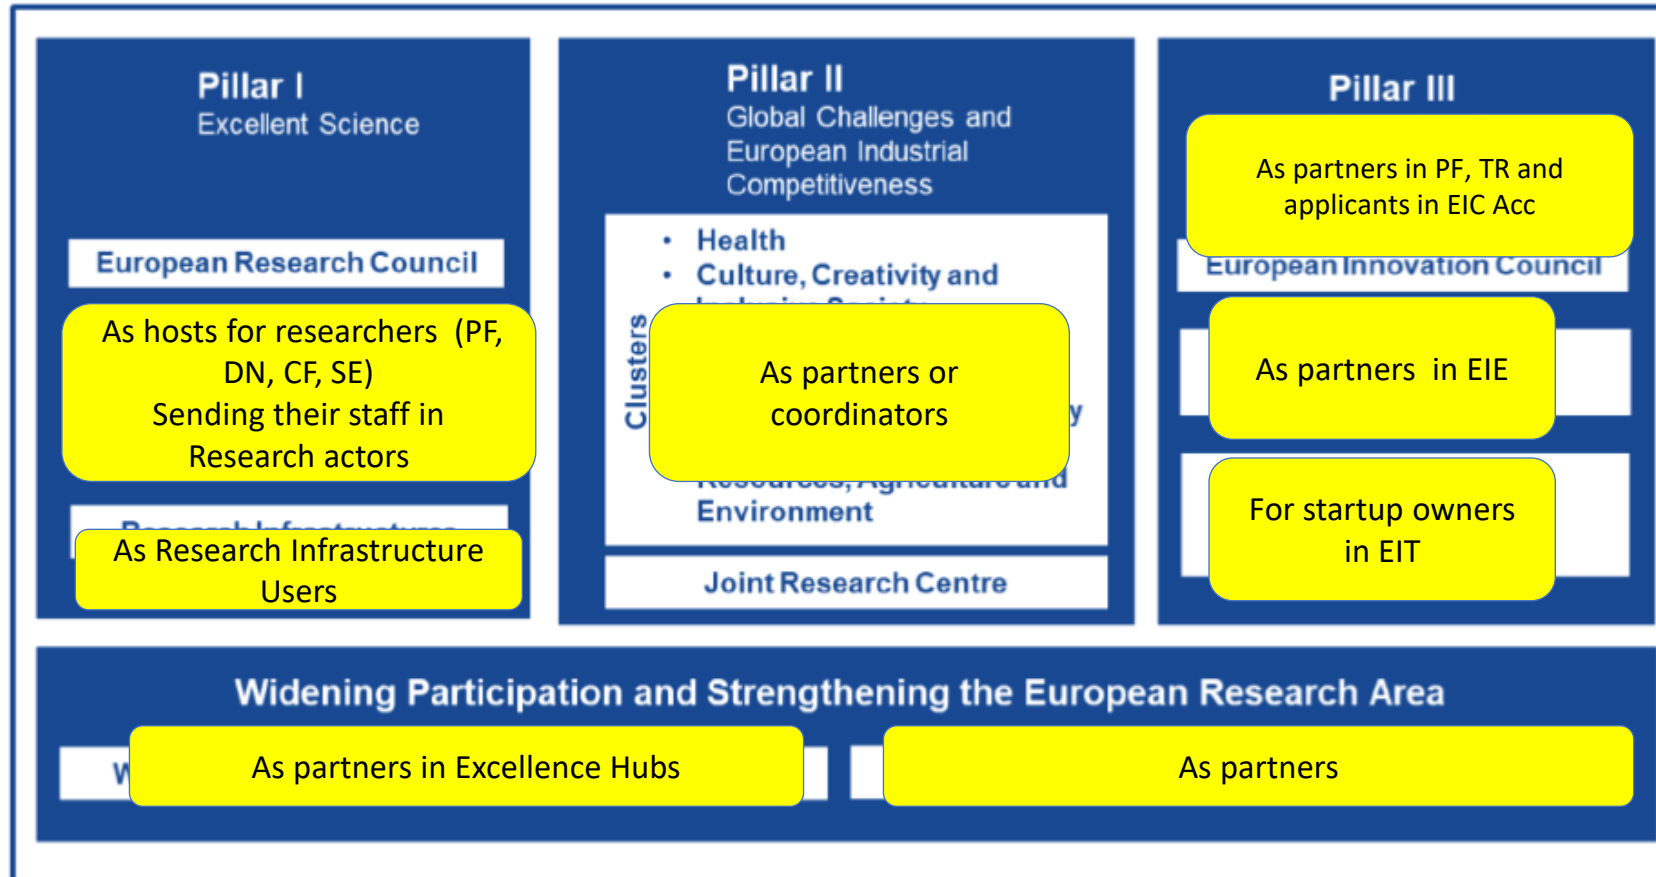 Pillar I
Excellent Science
European Research Council
As hosts for researchers (PF,
DN, CF, SE)
Sending their staff in
Research actors
As Research Infrastructure
Users
Pillar II
Global Challenges and
European Industrial
Competitiveness
Clusters
• Health
• Culture, Creativity and
As partners or
coordinators
Resources, Agriculture and
Environment
Joint Research Centre
Pillar III
As partners in PF, TR and
applicants in EIC Acc
European Innovation Council
As partners in EIE
For startup owners
in EIT
Widening Participation and Strengthening the European Research Area
As partners in Excellence Hubs
As partners